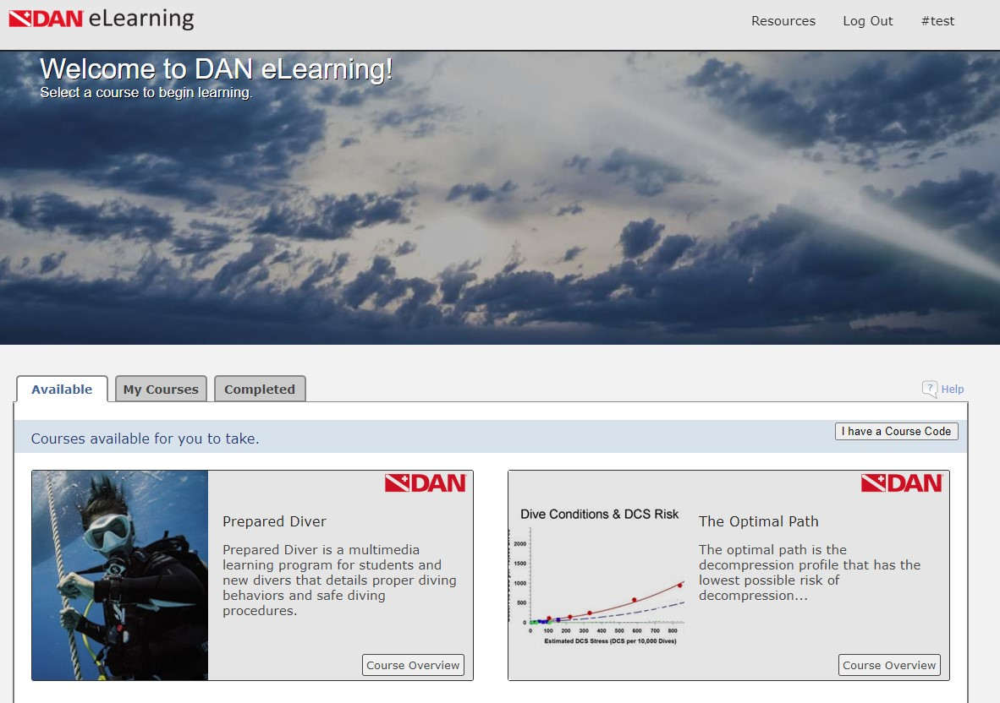 DAN eLearning
Resources Log Out #test
Welcome to DAN eLearning!
Select a course to begin learning.
Available My Courses Completed
? Help
Courses available for you to take.
I have a Course Code
DAN
Prepared Diver
Prepared Diver is a multimedia
learning program for students and
new divers that details proper diving
behaviors and safe diving
procedures.
Course Overview
DAN
Dive Conditions & DCS Risk
2000
1500
1000
500
0
0 100 200 300 400 500 600 700 800
Estimated DCS Stress (DCS per 10,000 Dives)
The Optimal Path
The optimal path is the
decompression profile that has the
lowest possible risk of
decompression...
Course Overview